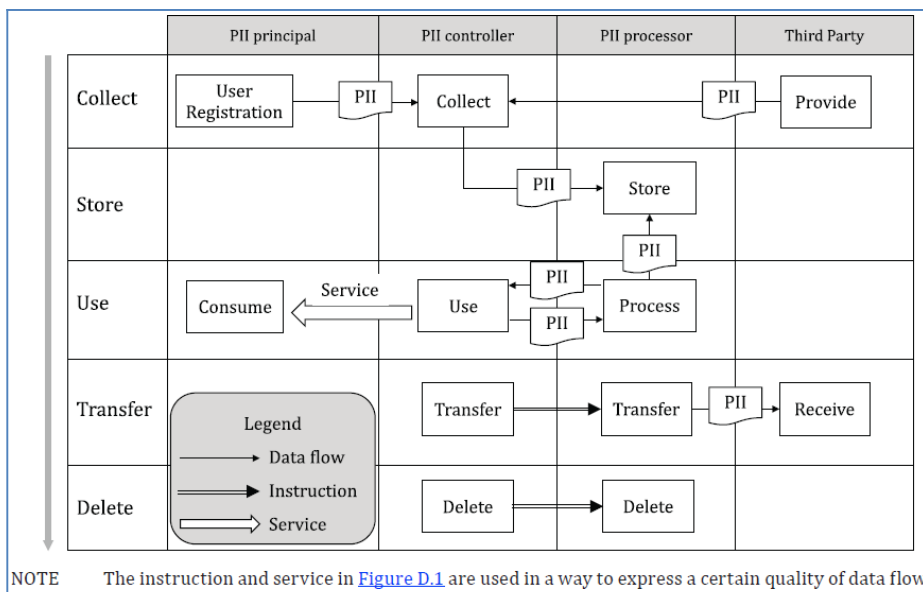 PII principal PII controller PII processor Third Party
Collect
User
Registration
PII
Collect
PII
Provide
Store
PII
Store
PII
Use
Consume
Service
Use
PII
PII
Process
Transfer
Transfer
Transfer
PII
Receive
Legend
Data flow
Instruction
Service
Delete
Delete
Delete
NOTE The instruction and service in Figure D.1 are used in a way to express a certain quality of data flow